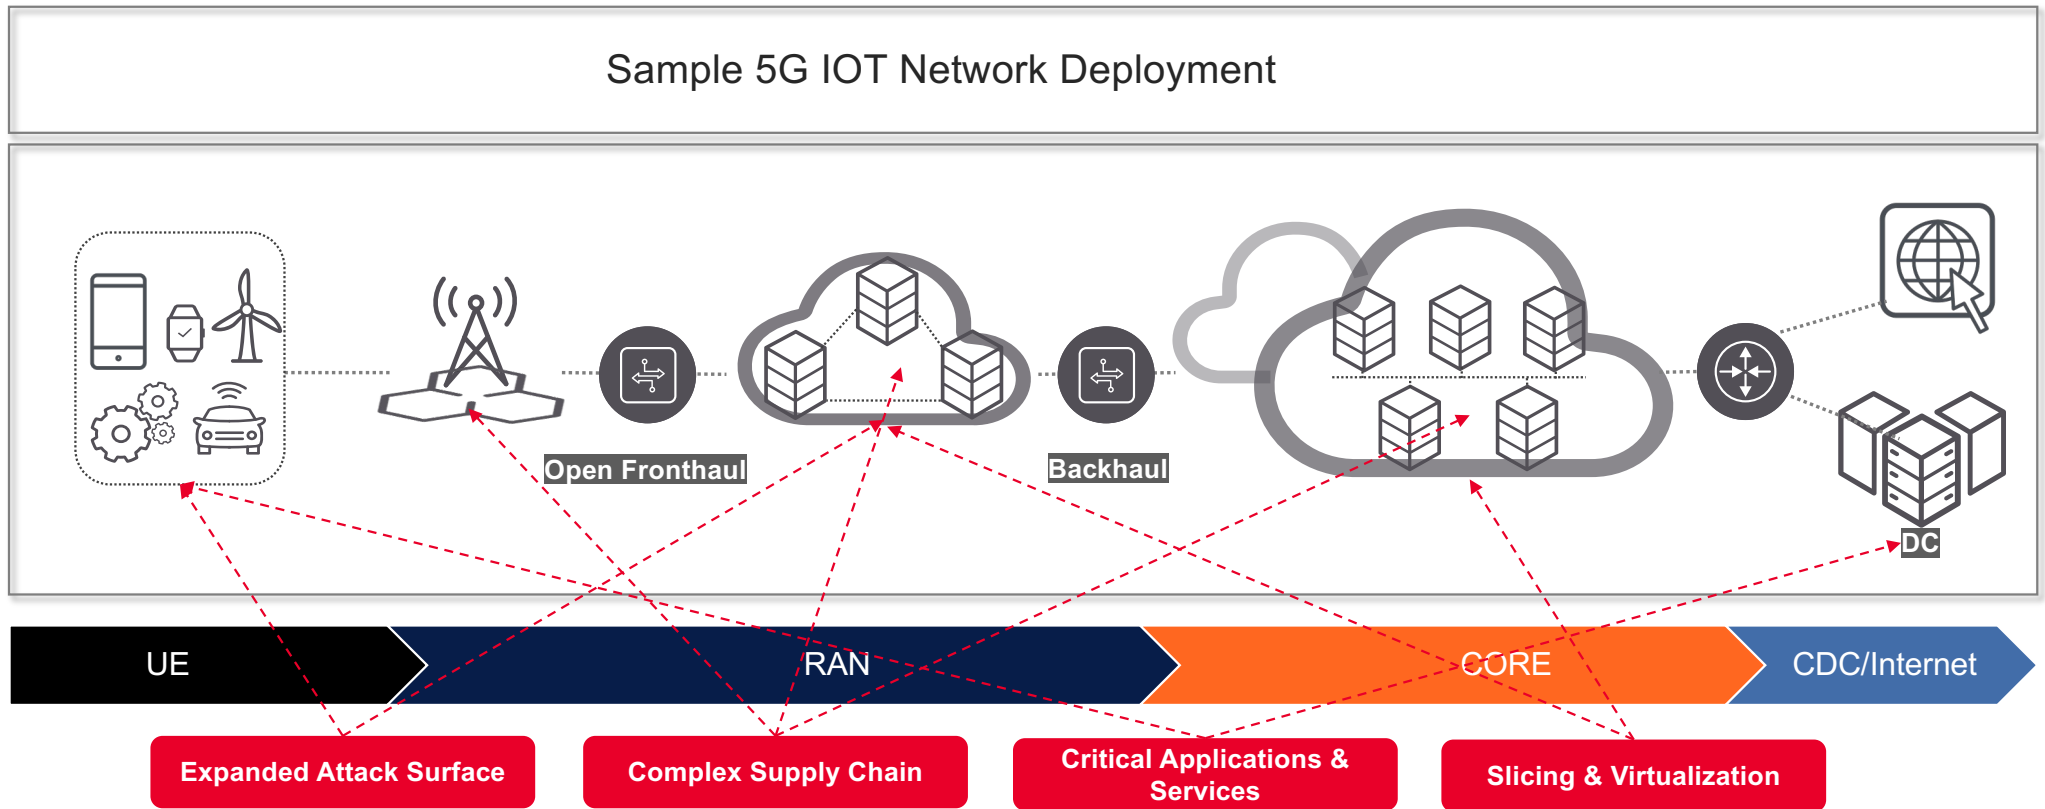 Sample 5G IOT Network Deployment
Open Fronthaul
Backhaul
DC
UE
RAN
CORE
CDC/Internet
Expanded Attack Surface
Complex Supply Chain
Critical Applications &
Services
Slicing & Virtualization